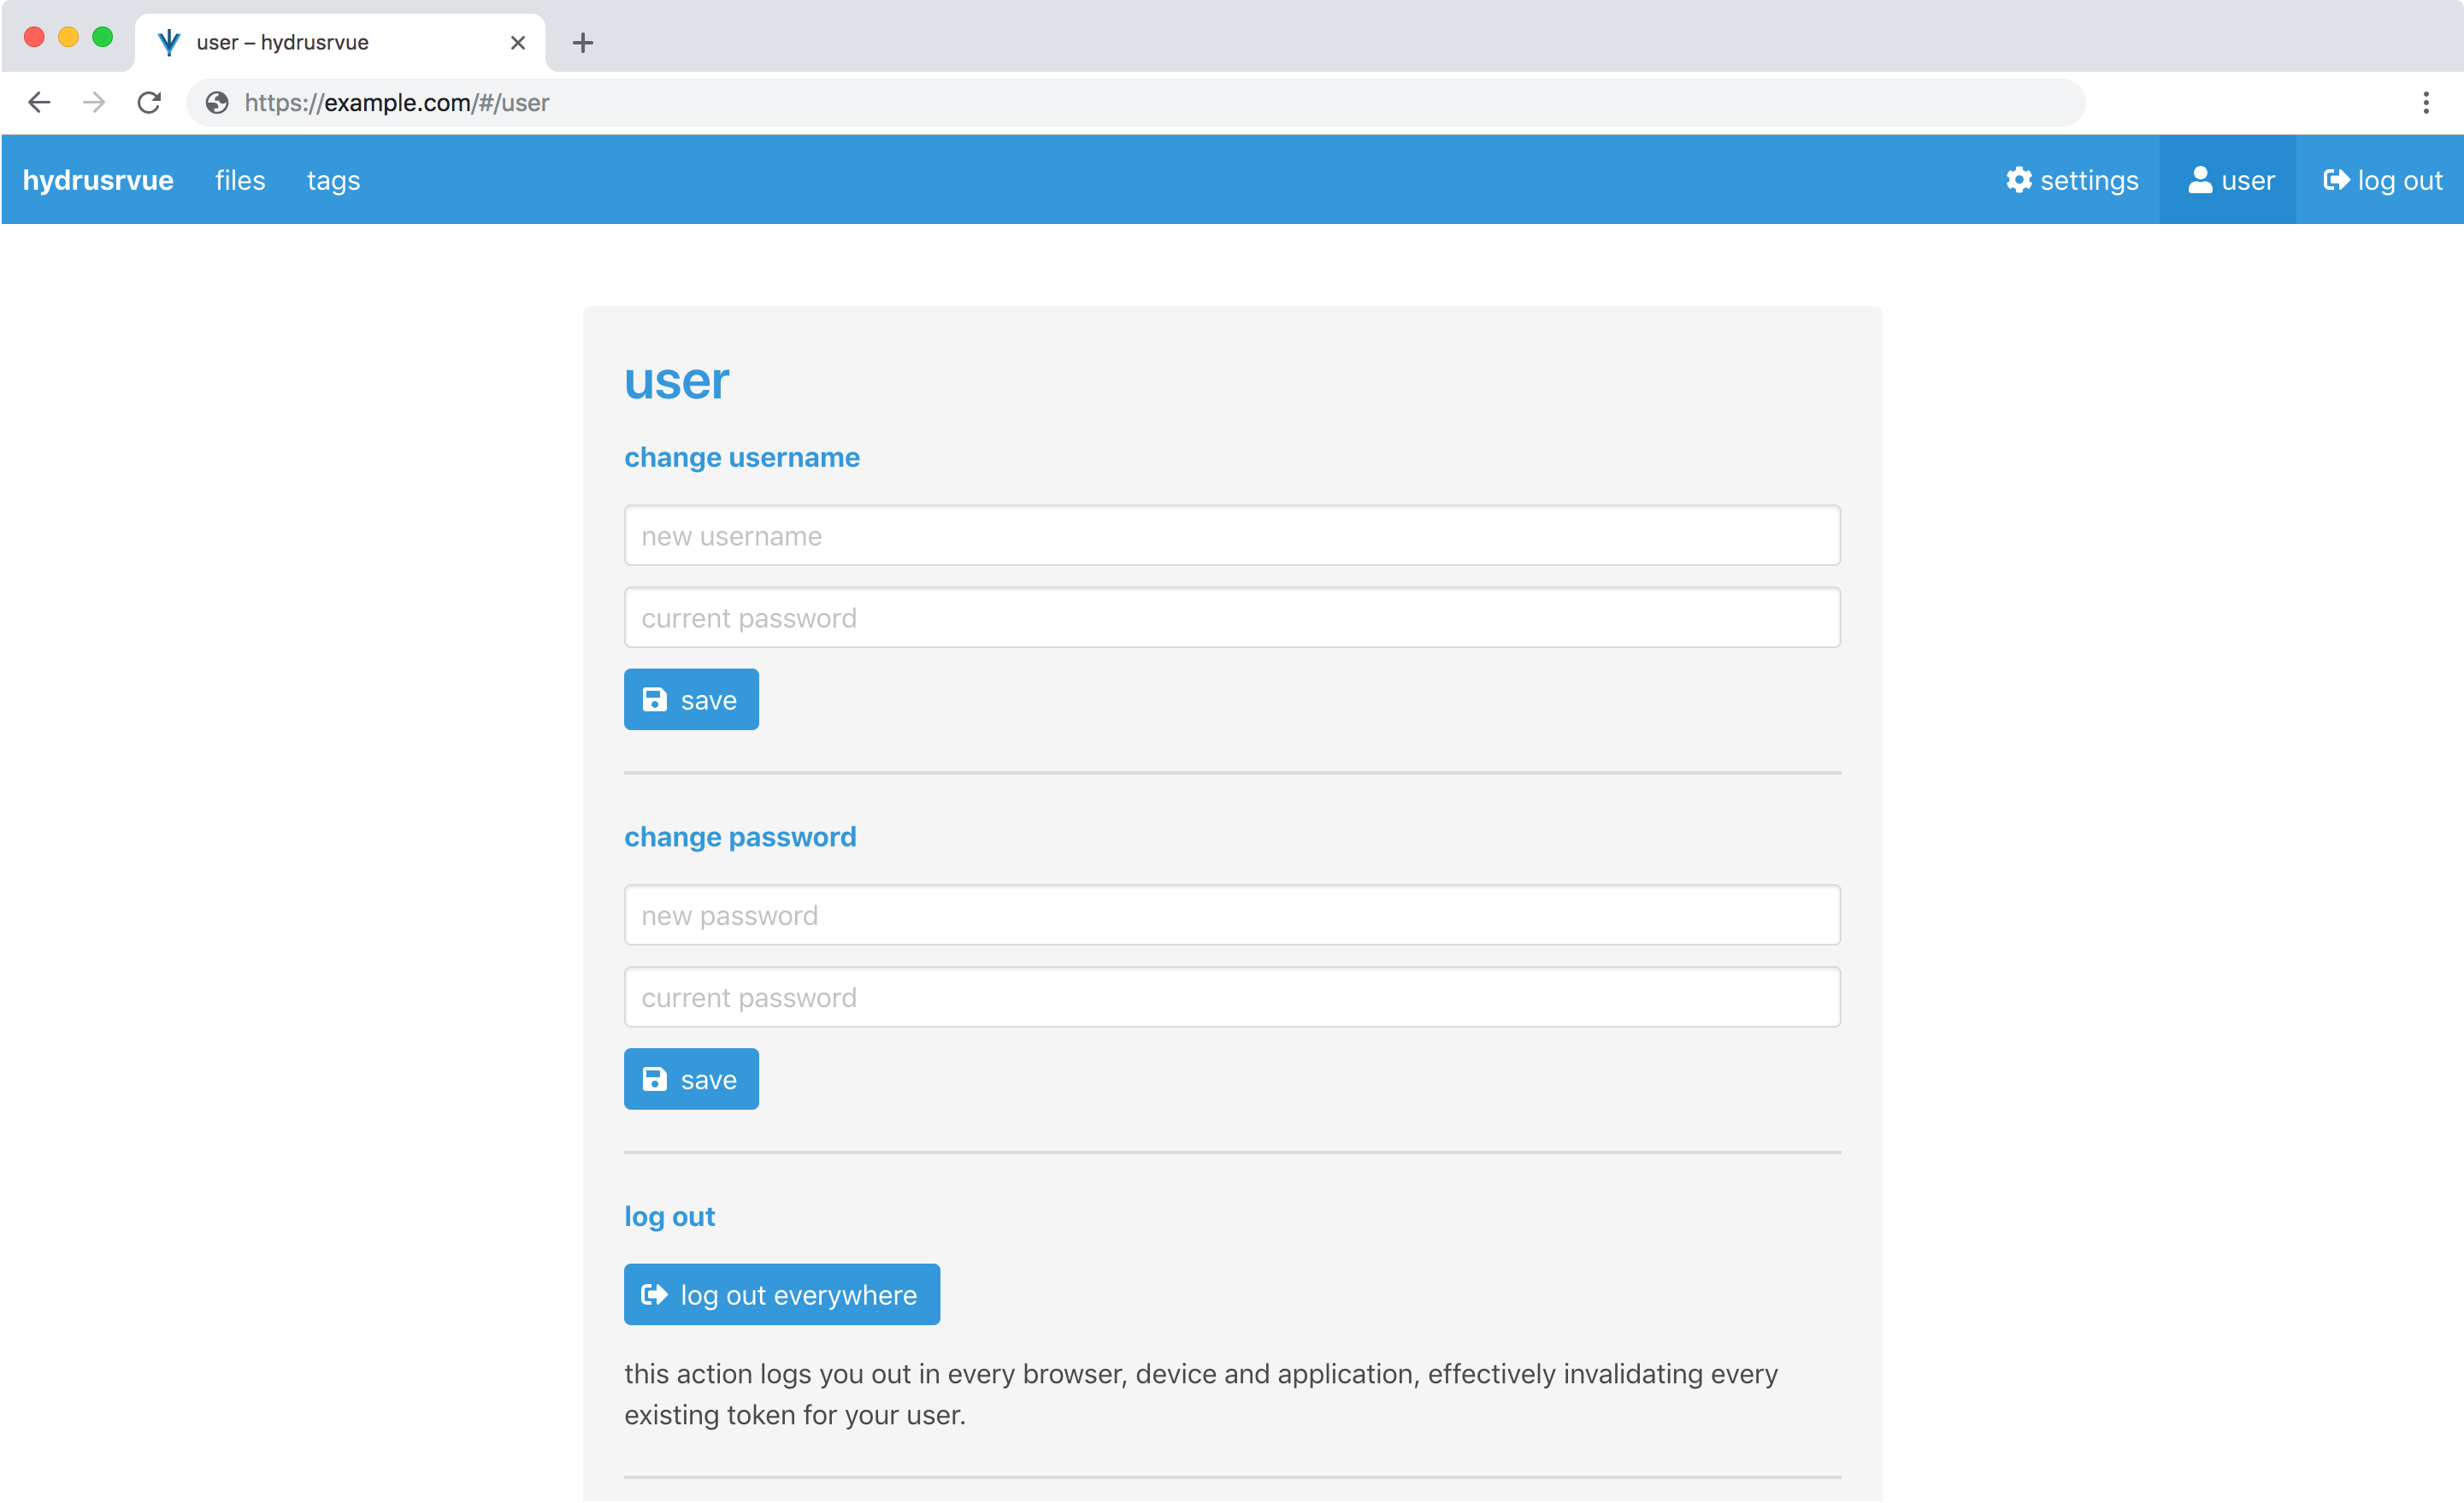 user – hydrusrvue
https://example.com/#/user
hydrusrvue files tags settings user log out
user
change username
new username
current password
save
change password
new password
current password
save
log out
log out everywhere
this action logs you out in every browser, device and application, effectively invalidating every
existing token for your user.